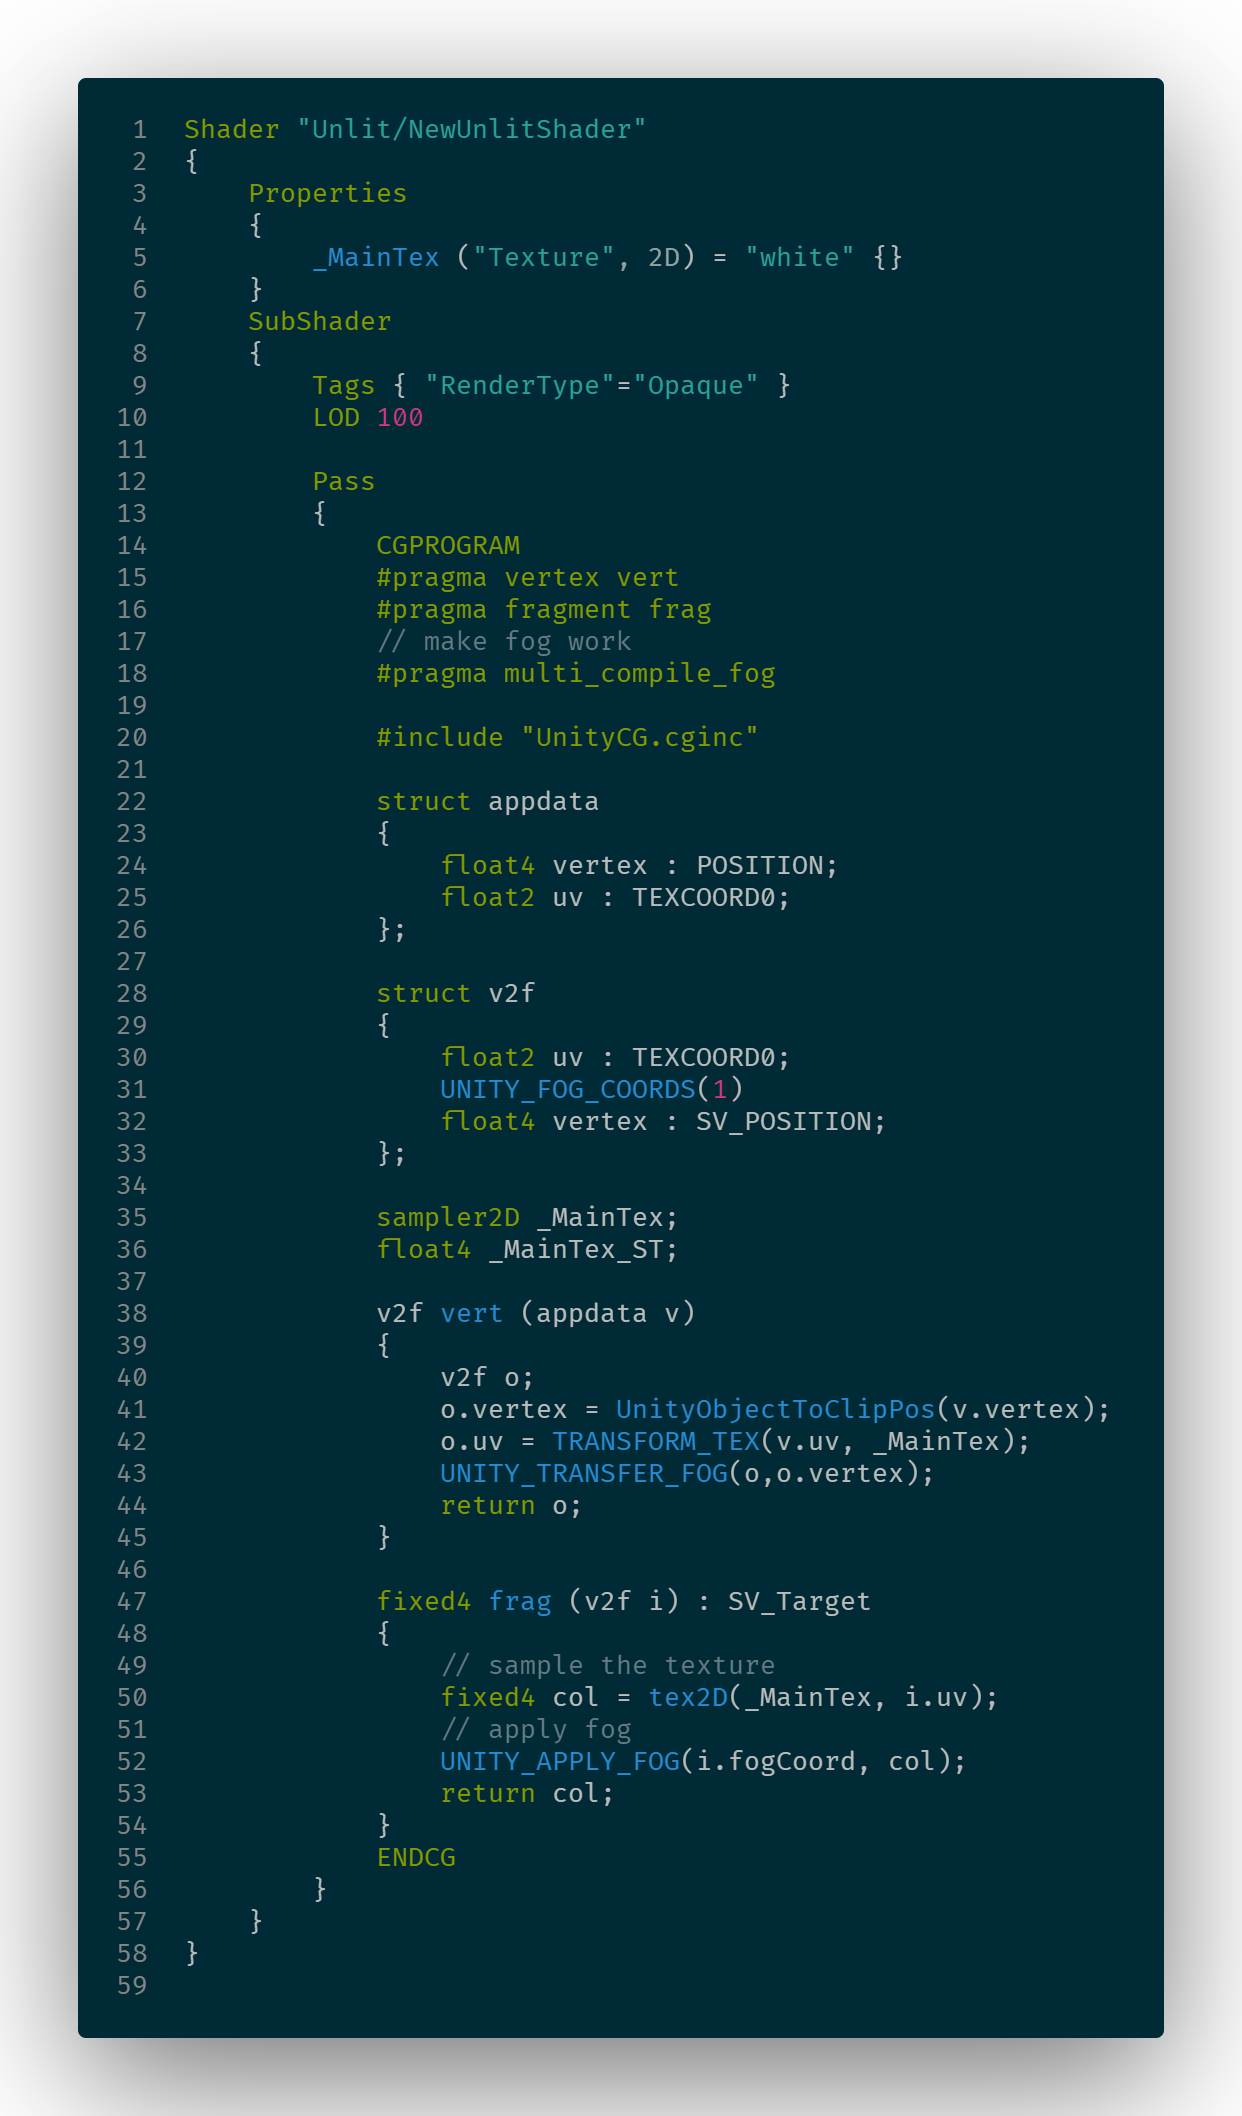 1 Shader "Unlit/NewUnlitShader"
2 {
3     Properties
4     {
5         _MainTex ("Texture", 2D) = "white" {}
6     }
7     SubShader
8     {
9         Tags { "RenderType"="Opaque" }
10         LOD 100
11
12         Pass
13         {
14             CGPROGRAM
15             #pragma vertex vert
16             #pragma fragment frag
17             // make fog work
18             #pragma multi_compile_fog
19
20             #include "UnityCG.cginc"
21
22             struct appdata
23             {
24                 float4 vertex : POSITION;
25                 float2 uv : TEXCOORD0;
26             };
27
28             struct v2f
29             {
30                 float2 uv : TEXCOORD0;
31                 UNITY_FOG_COORDS(1)
32                 float4 vertex : SV_POSITION;
33             };
34
35             sampler2D _MainTex;
36             float4 _MainTex_ST;
37
38             v2f vert (appdata v)
39             {
40                 v2f o;
41                 o.vertex = UnityObjectToClipPos(v.vertex);
42                 o.uv = TRANSFORM_TEX(v.uv, _MainTex);
43                 UNITY_TRANSFER_FOG(o,o.vertex);
44                 return o;
45             }
46
47             fixed4 frag (v2f i) : SV_Target
48             {
49                 // sample the texture
50                 fixed4 col = tex2D(_MainTex, i.uv);
51                 // apply fog
52                 UNITY_APPLY_FOG(i.fogCoord, col);
53                 return col;
54             }
55             ENDCG
56         }
57     }
58 }
59